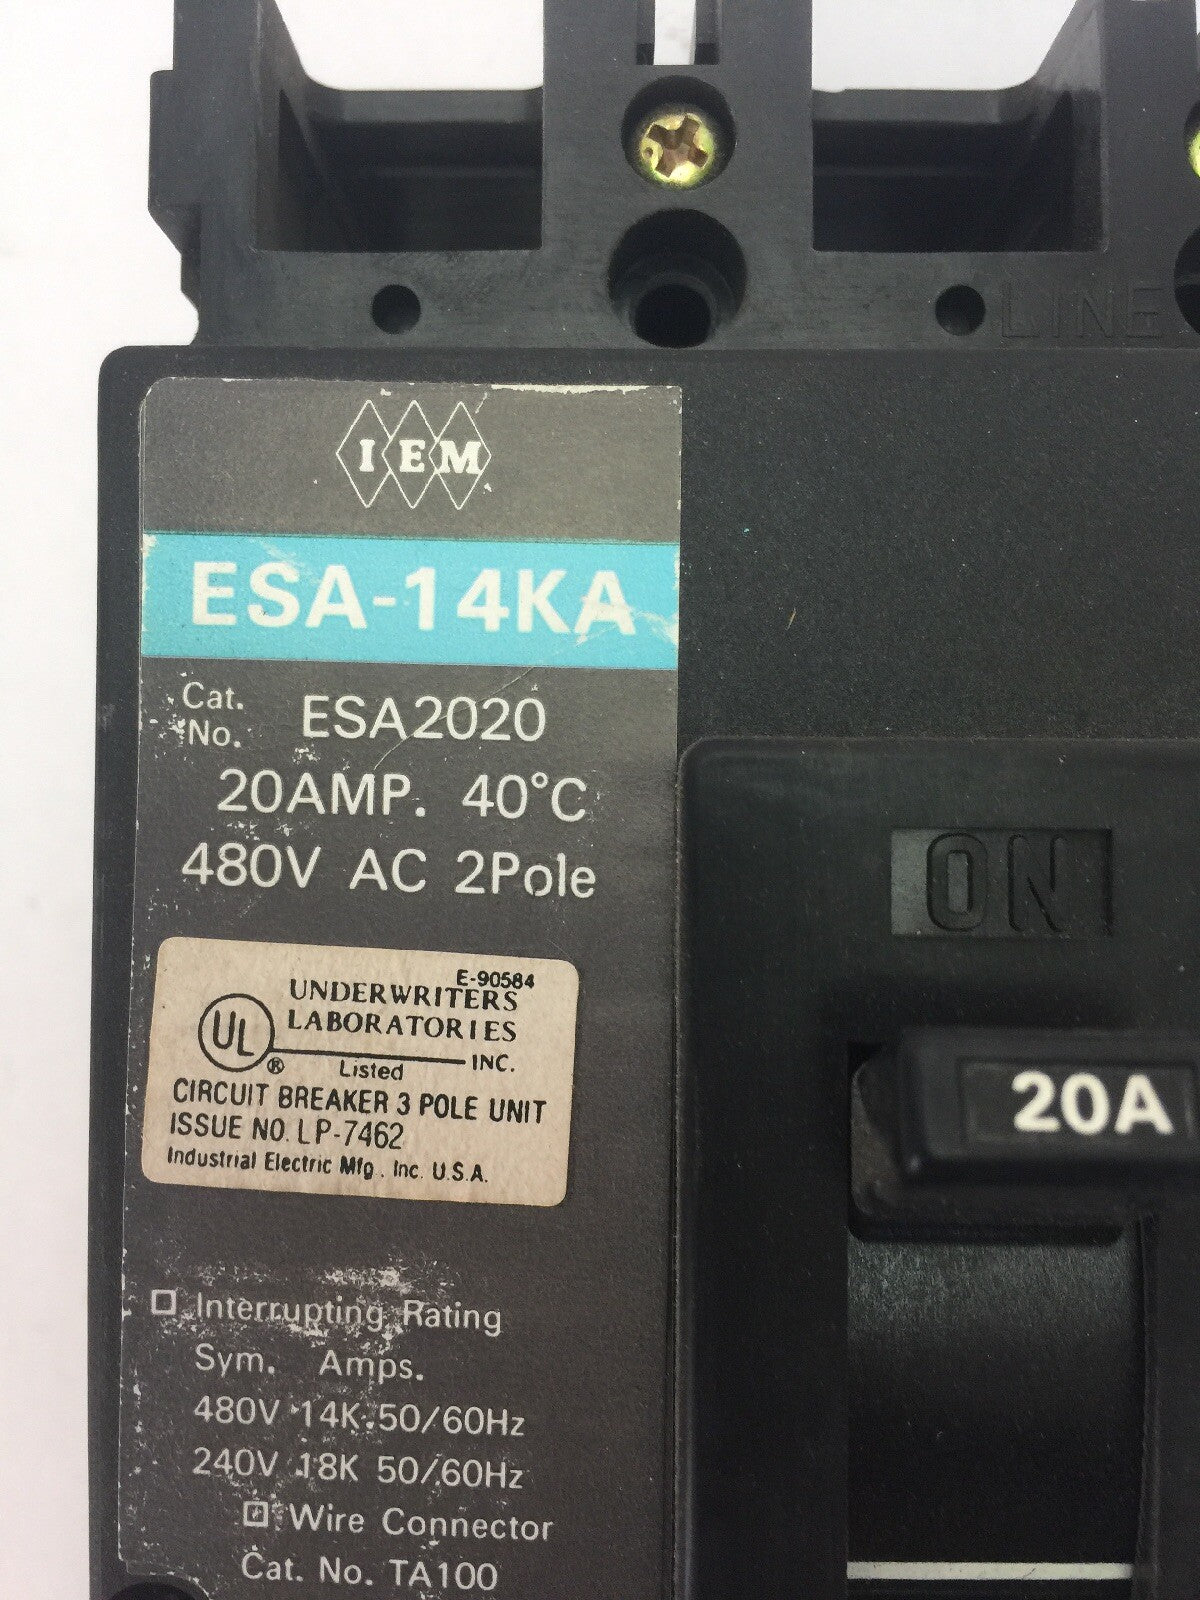 LINE
IEM
ESA-14KA
Cat. No. ESA2020
20AMP. 40°C
480V AC 2Pole
E-90584
UL UNDERWRITERS
LABORATORIES
® Listed INC.
CIRCUIT BREAKER 3 POLE UNIT
ISSUE NO. LP-7462
Industrial Electric Mfg. Inc. U.S.A.
Interrupting Rating
Sym. Amps.
480V 14K 50/60Hz
240V 18K 50/60Hz
Wire Connector
Cat. No. TA100
ON
20A